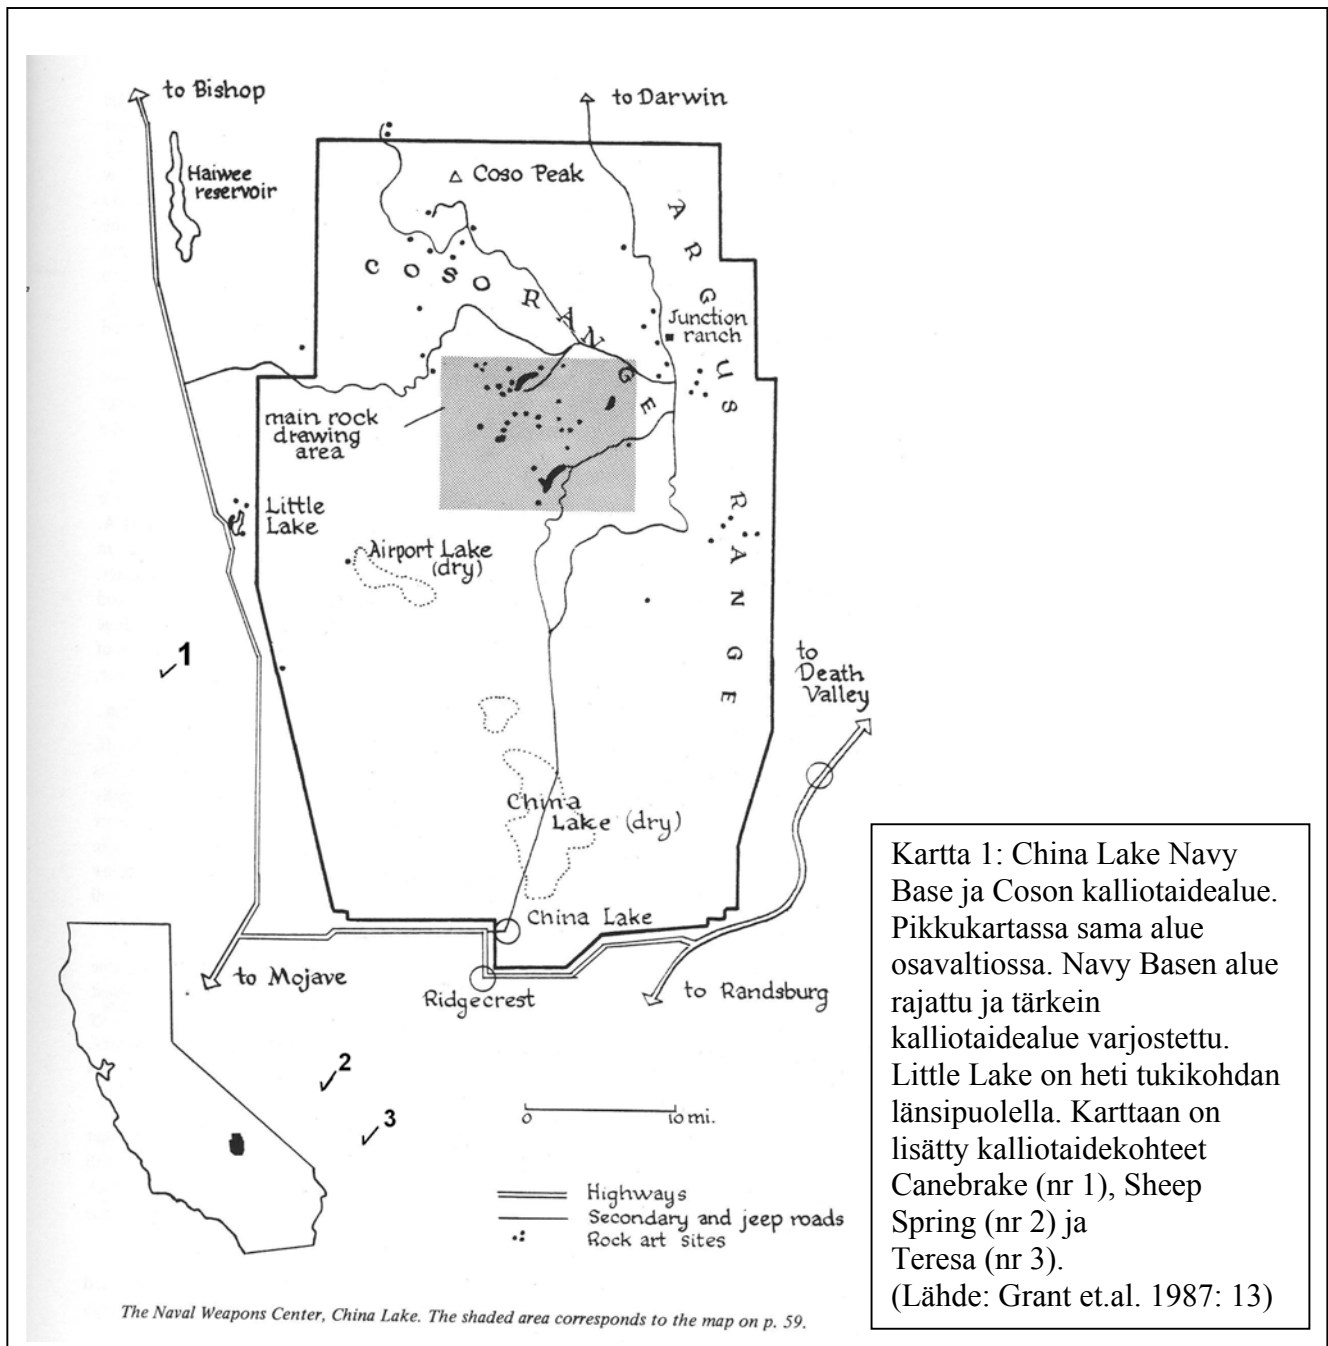 to Bishop
to Darwin
Haiwee
reservoir
Coso Peak
COSO RANGE
ARGUS RANGE
Junction
ranch
main rock
drawing
area
Little
Lake
Airport Lake
(dry)
1
to
Death
Valley
China
Lake (dry)
China Lake
to Mojave
Ridgecrest
to Randsburg
2
3
0 10 mi.
Highways
Secondary and jeep roads
Rock art sites
The Naval Weapons Center, China Lake. The shaded area corresponds to the map on p. 59.
Kartta 1: China Lake Navy
Base ja Coson kalliotaidealue.
Pikkukartassa sama alue
osavaltiossa. Navy Basen alue
rajattu ja tärkein
kalliotaidealue varjostettu.
Little Lake on heti tukikohdan
länsipuolella. Karttaan on
lisätty kalliotaidekohteet
Canebrake (nr 1), Sheep
Spring (nr 2) ja
Teresa (nr 3).
(Lähde: Grant et.al. 1987: 13)